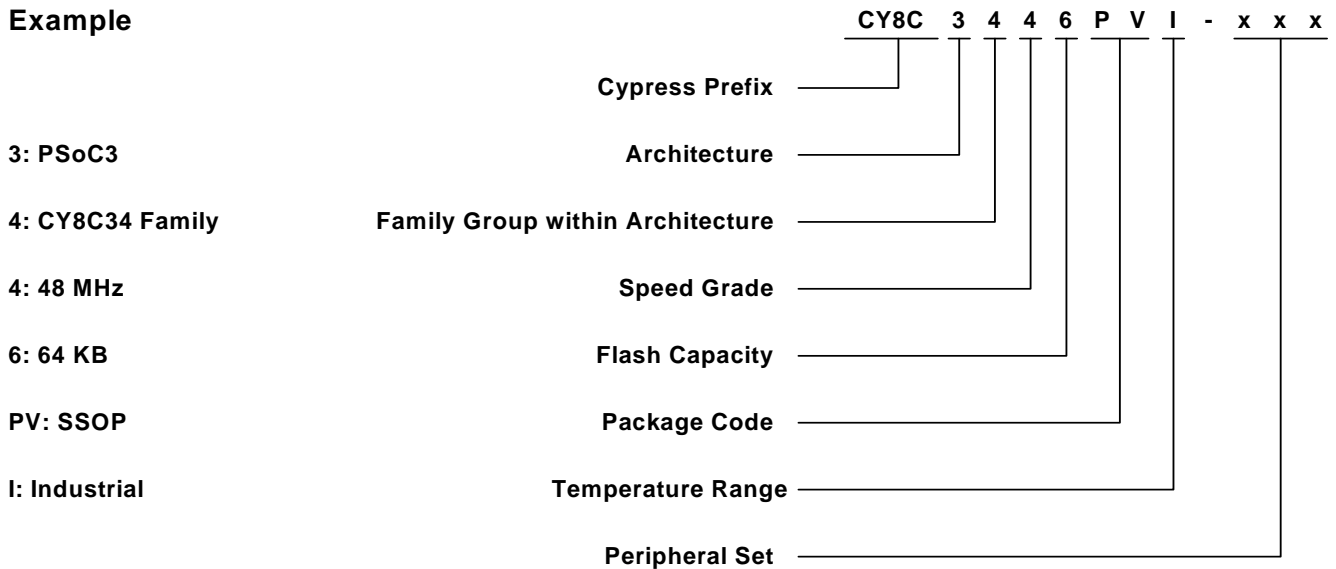 Example CY8C 3 4 4 6 P V I - x x x
Cypress Prefix
3: PSoC3 Architecture
4: CY8C34 Family Family Group within Architecture
4: 48 MHz Speed Grade
6: 64 KB Flash Capacity
PV: SSOP Package Code
I: Industrial Temperature Range
Peripheral Set